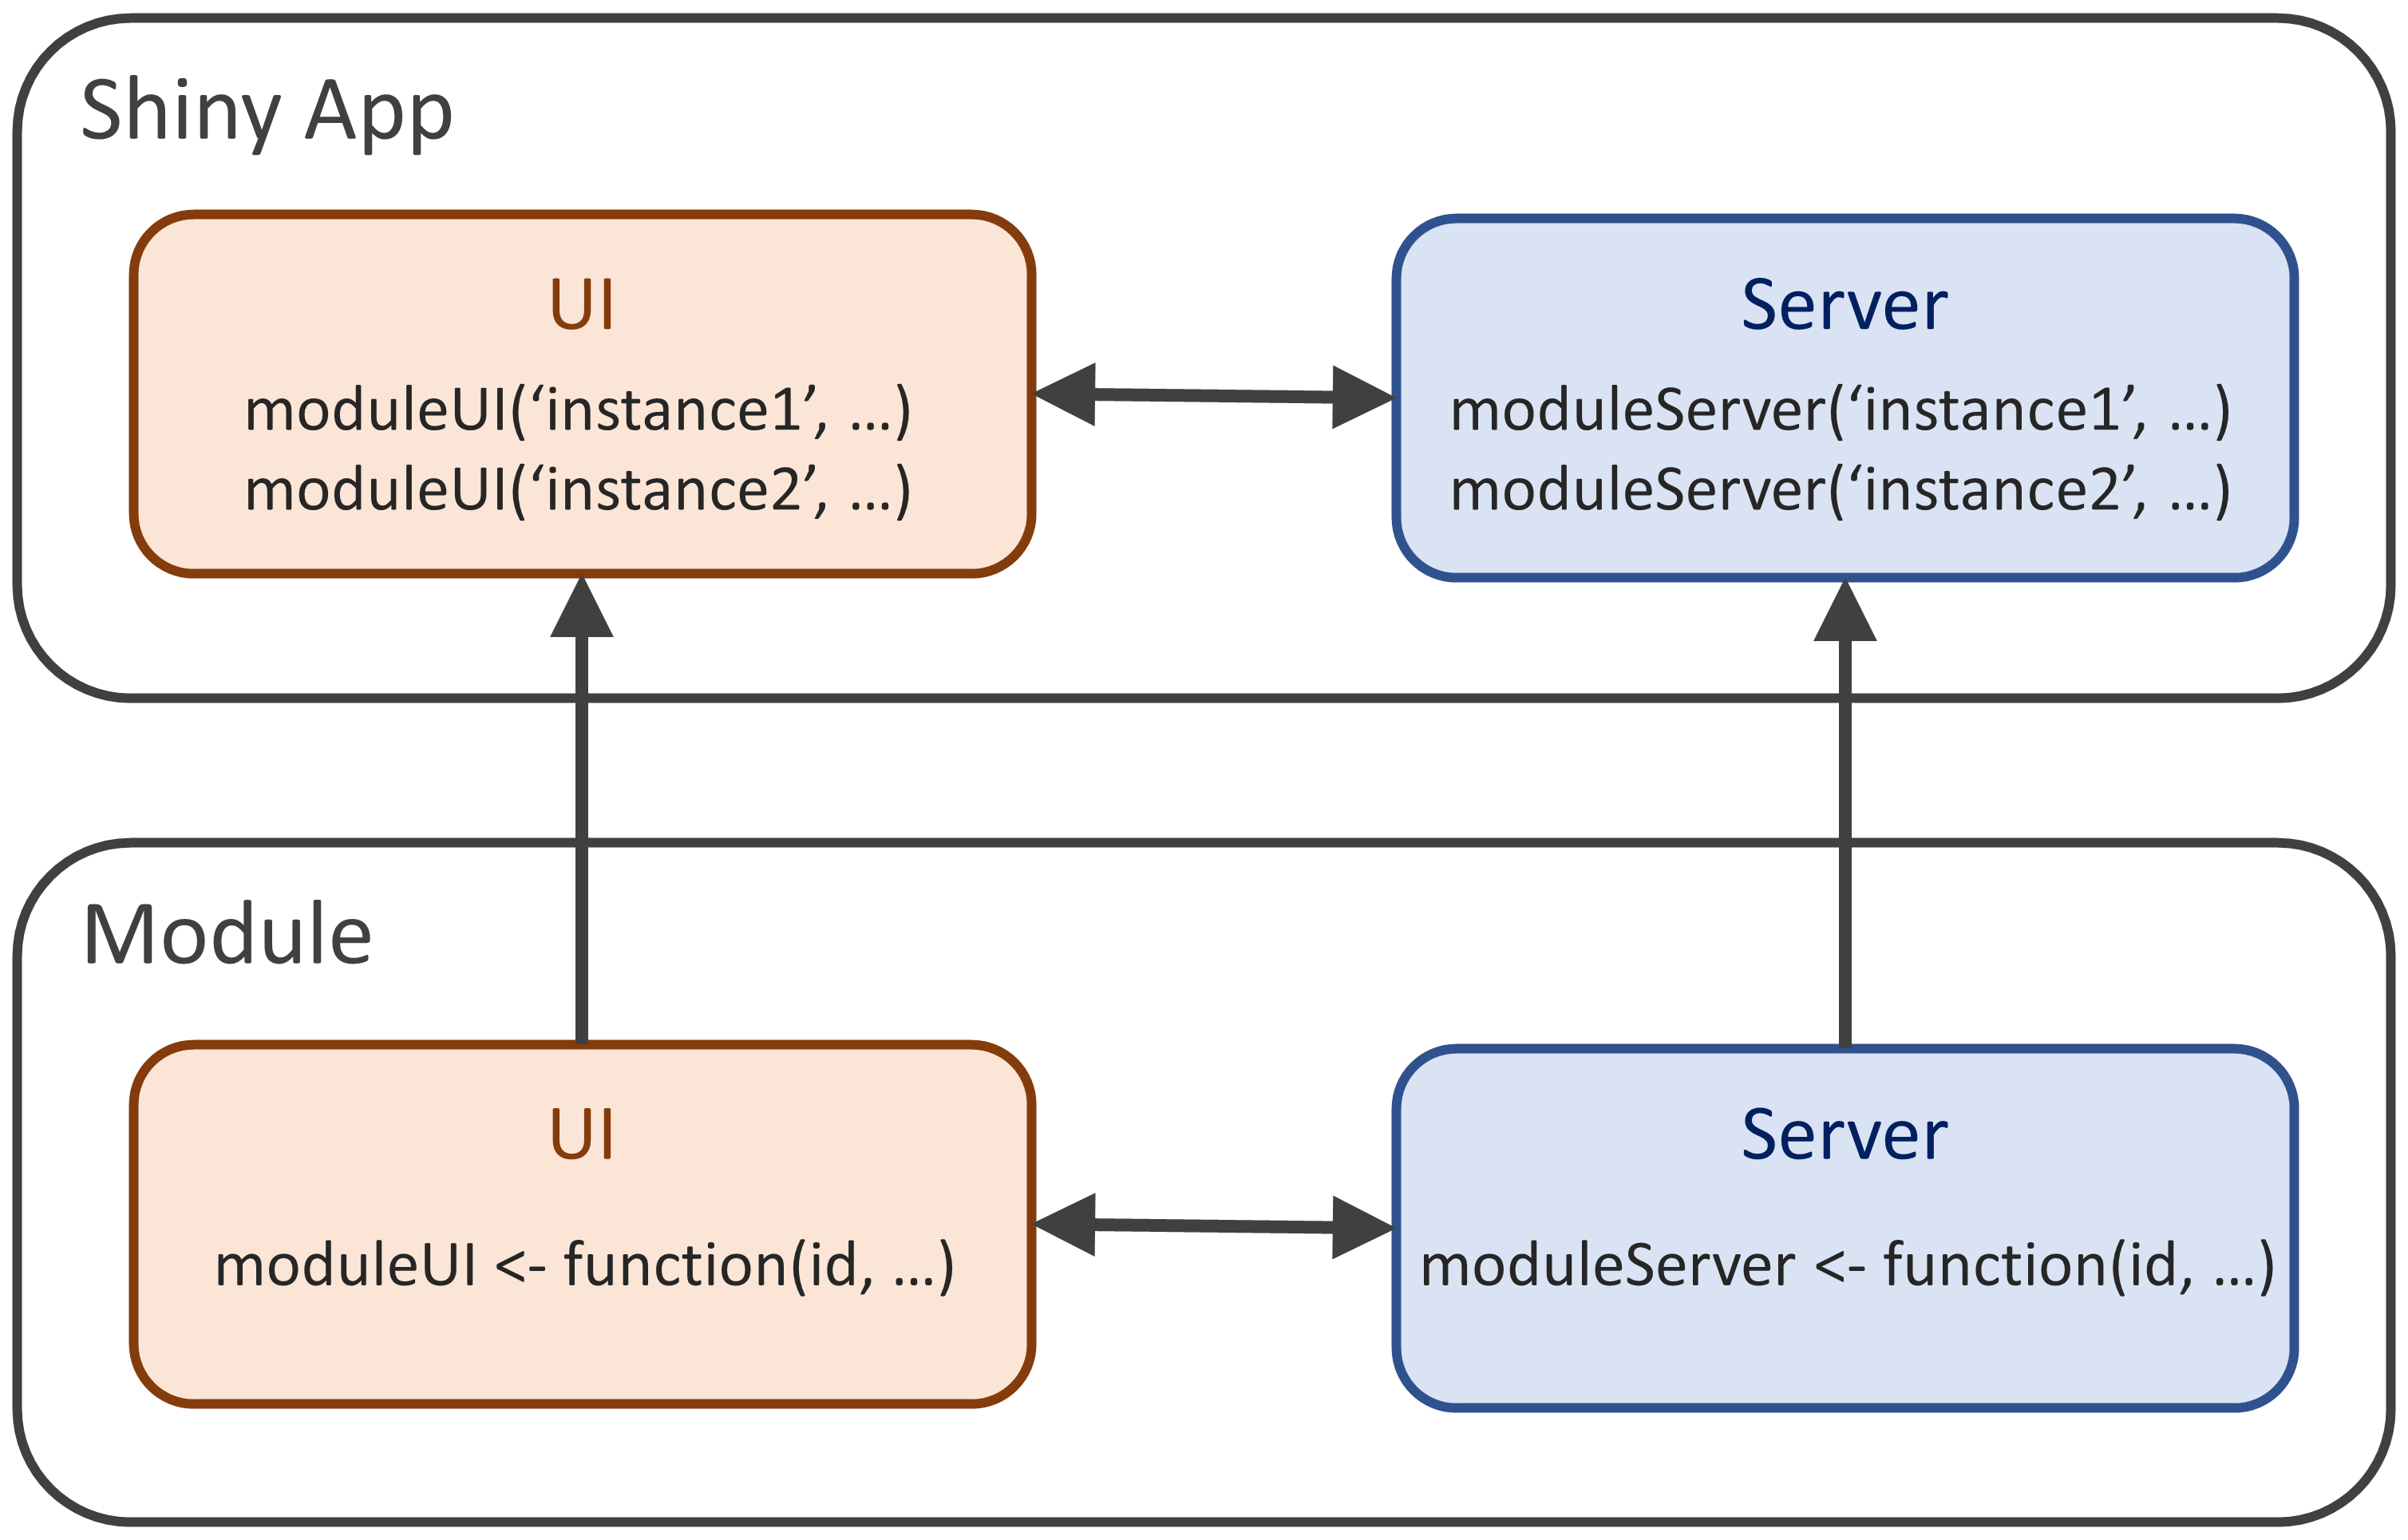 Shiny App
UI
moduleUI(‘instance1’, ...)
moduleUI(‘instance2’, ...)
Server
moduleServer(‘instance1’, ...)
moduleServer(‘instance2’, ...)
Module
UI
moduleUI <- function(id, ...)
Server
moduleServer <- function(id, ...)